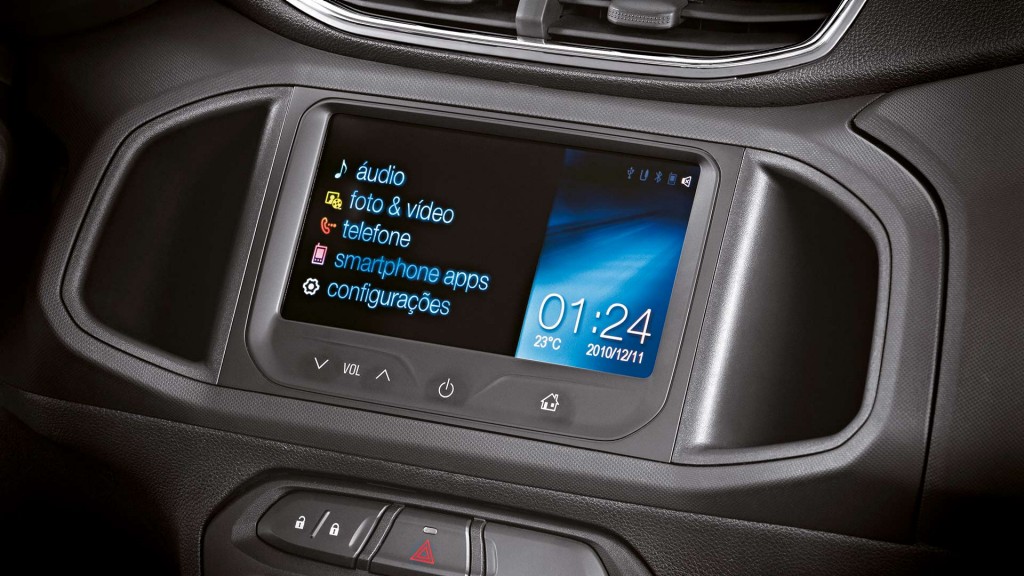 áudio
foto & vídeo
telefone
smartphone apps
configurações
01:24
23°C 2010/12/11
VOL